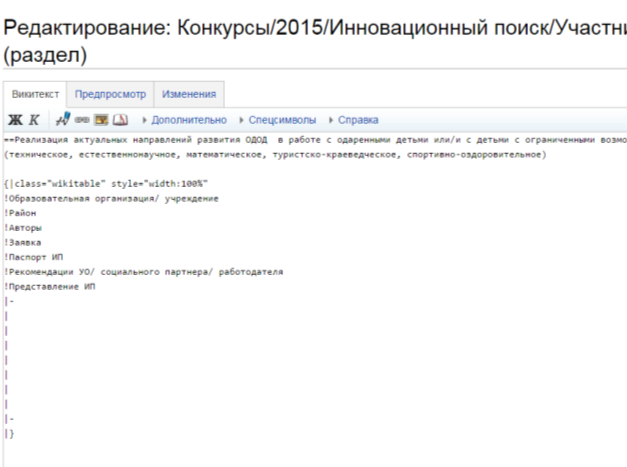 Редактирование: Конкурсы/2015/Инновационный поиск/Участн
(раздел)
Викитекст Предпросмотр Изменения
Ж К Дополнительно Спецсимволы Справка
==Реализация актуальных направлений развития ОДОД в работе с одаренными детьми или/и с детьми с ограниченными возмо
(техническое, естественнонаучное, математическое, туристско-краеведческое, спортивно-оздоровительное)
{|class="wikitable" style="width:100%"
!Образовательная организация/ учреждение
!Район
!Авторы
!Заявка
!Паспорт ИП
!Рекомендации УО/ социального партнера/ работодателя
!Представление ИП
|-
|
|
|
|
|
|
|
|-
|}